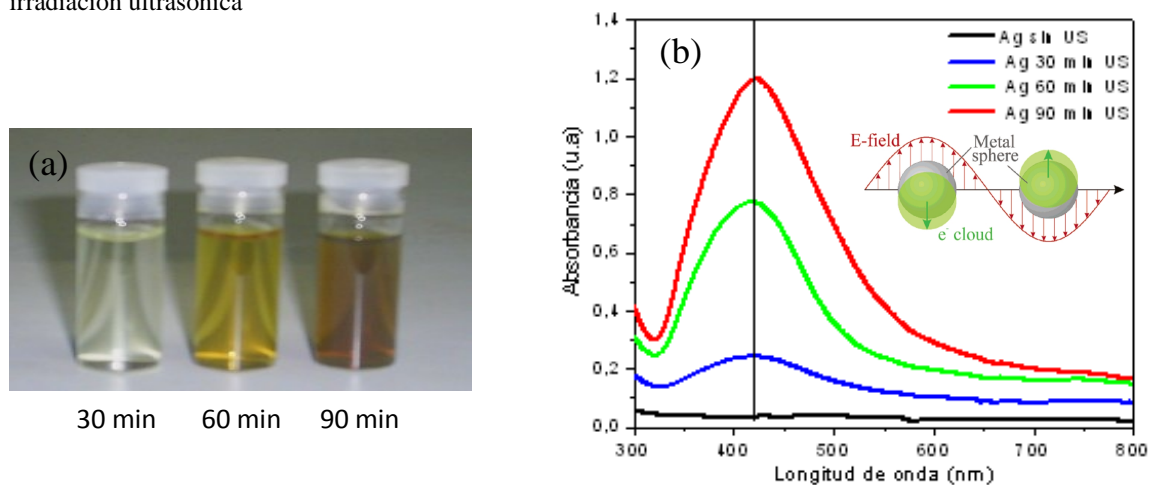 irradiación ultrasónica
(a)
30 min 60 min 90 min
(b)
Absorbancia (u.a)
1,4
1,2
1,0
0,8
0,6
0,4
0,2
0,0
300 400 500 600 700 800
Longitud de onda (nm)
Ag sin US
Ag 30 min US
Ag 60 min US
Ag 90 min US
E-field
Metal
sphere
e- cloud